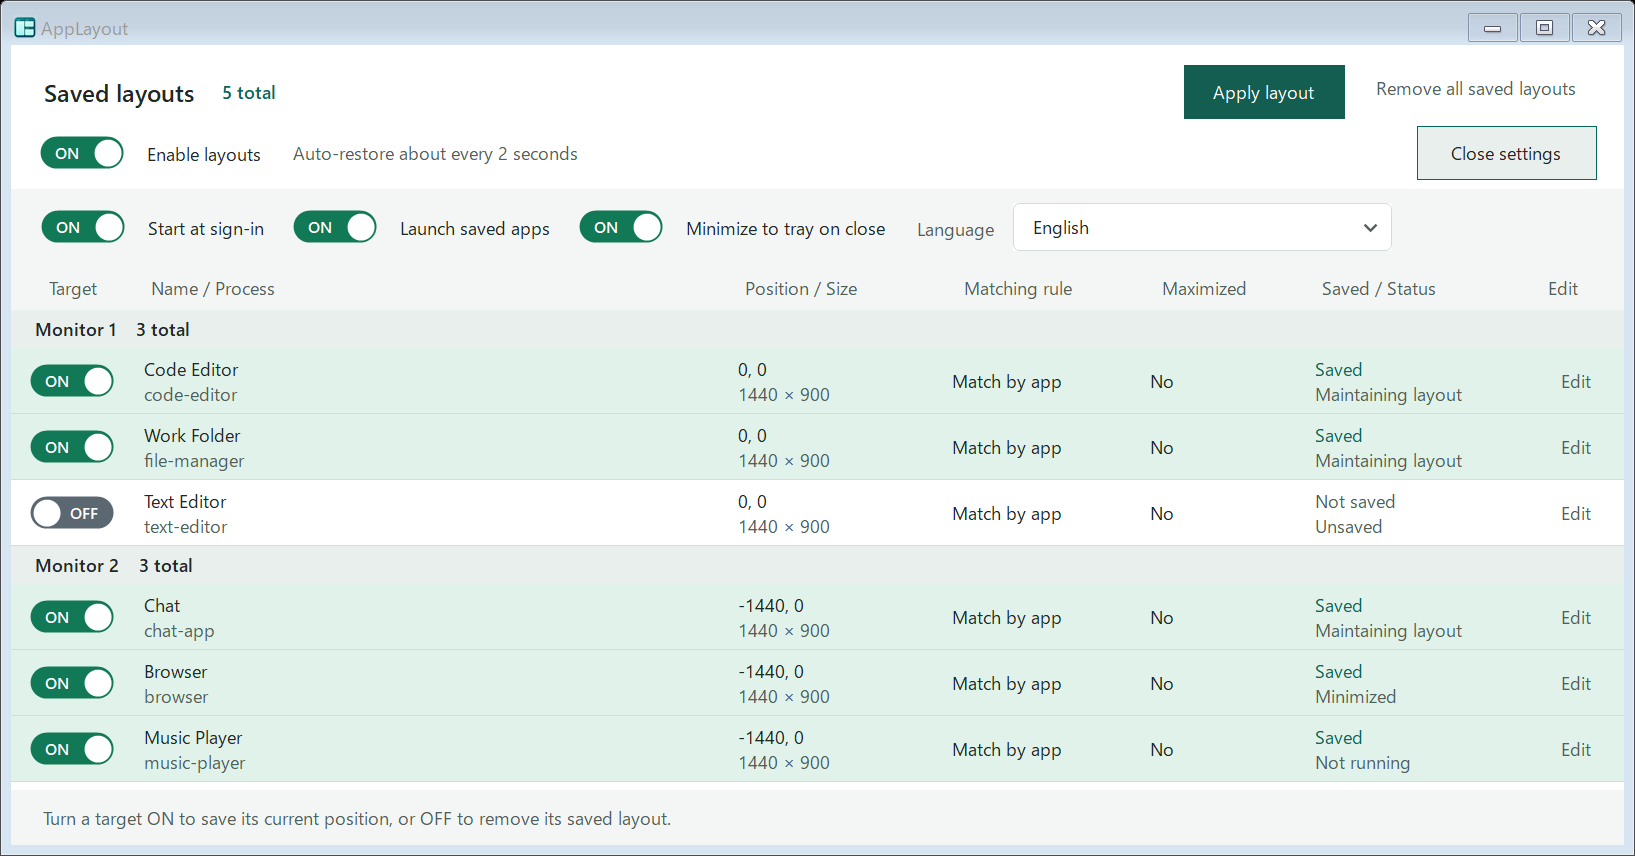 AppLayout
Saved layouts 5 total
Apply layout
Remove all saved layouts
ON Enable layouts Auto-restore about every 2 seconds
Close settings
ON Start at sign-in ON Launch saved apps ON Minimize to tray on close Language English
Target Name / Process Position / Size Matching rule Maximized Saved / Status Edit
Monitor 1 3 total
ON Code Editor 0, 0 Match by app No Saved Edit
code-editor 1440 × 900 Maintaining layout
ON Work Folder 0, 0 Match by app No Saved Edit
file-manager 1440 × 900 Maintaining layout
OFF Text Editor 0, 0 Match by app No Not saved Edit
text-editor 1440 × 900 Unsaved
Monitor 2 3 total
ON Chat -1440, 0 Match by app No Saved Edit
chat-app 1440 × 900 Maintaining layout
ON Browser -1440, 0 Match by app No Saved Edit
browser 1440 × 900 Minimized
ON Music Player -1440, 0 Match by app No Saved Edit
music-player 1440 × 900 Not running
Turn a target ON to save its current position, or OFF to remove its saved layout.